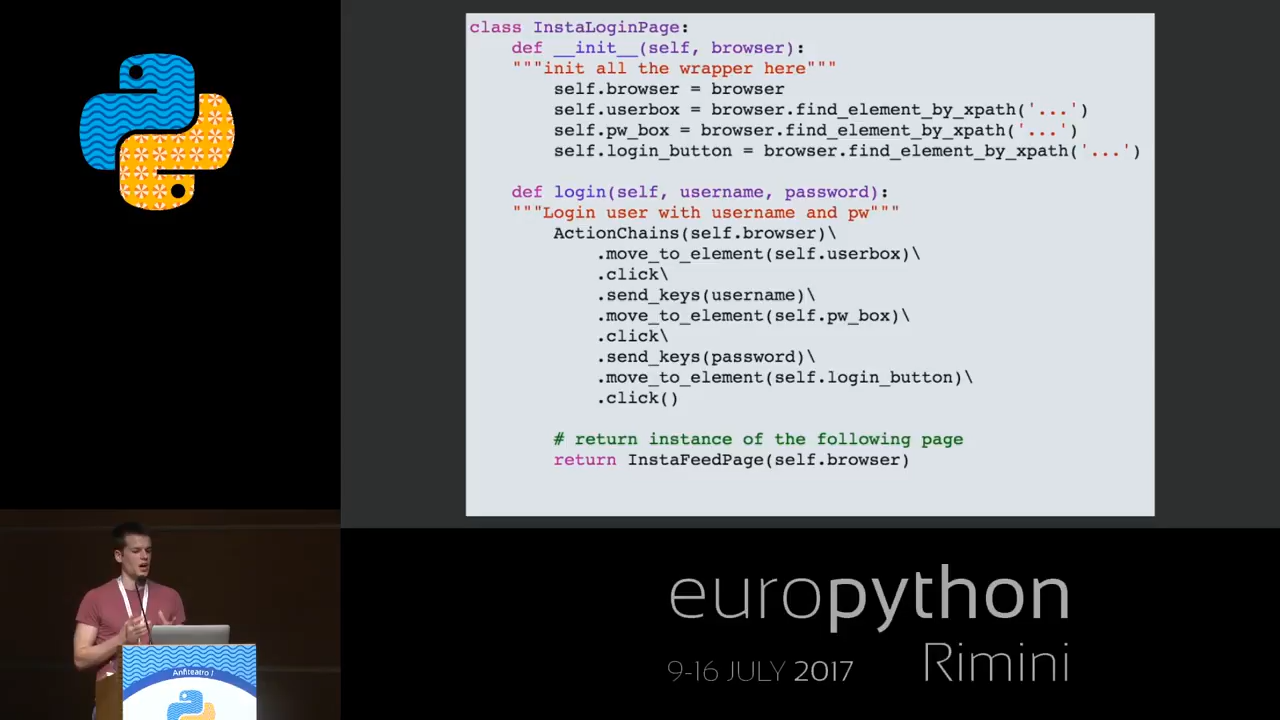 class InstaLoginPage:
    def __init__(self, browser):
    """init all the wrapper here"""
        self.browser = browser
        self.userbox = browser.find_element_by_xpath('...')
        self.pw_box = browser.find_element_by_xpath('...')
        self.login_button = browser.find_element_by_xpath('...')
    def login(self, username, password):
    """Login user with username and pw"""
        ActionChains(self.browser)\
            .move_to_element(self.userbox)\
            .click\
            .send_keys(username)\
            .move_to_element(self.pw_box)\
            .click\
            .send_keys(password)\
            .move_to_element(self.login_button)\
            .click()
        # return instance of the following page
        return InstaFeedPage(self.browser)
europython
Rimini
9-16 JULY 2017
Anfiteatro